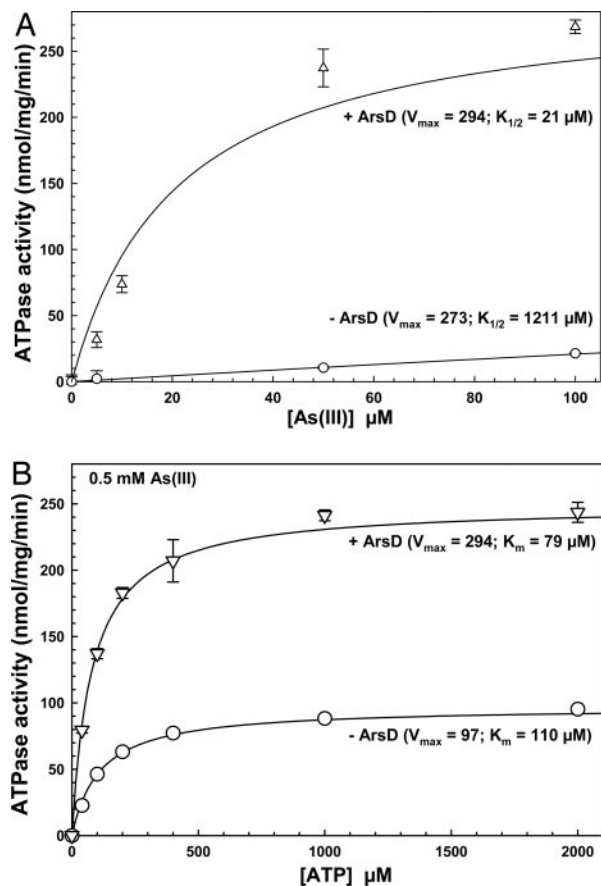 A
ATPase activity (nmol/mg/min)
250
200
150
100
50
0
+ ArsD (Vmax = 294; K1/2 = 21 µM)
- ArsD (Vmax = 273; K1/2 = 1211 µM)
0 20 40 60 80 100
[As(III)] µM
B
ATPase activity (nmol/mg/min)
0.5 mM As(III)
250
200
150
100
50
0
+ ArsD (Vmax = 294; Km = 79 µM)
- ArsD (Vmax = 97; Km = 110 µM)
0 500 1000 1500 2000
[ATP] µM